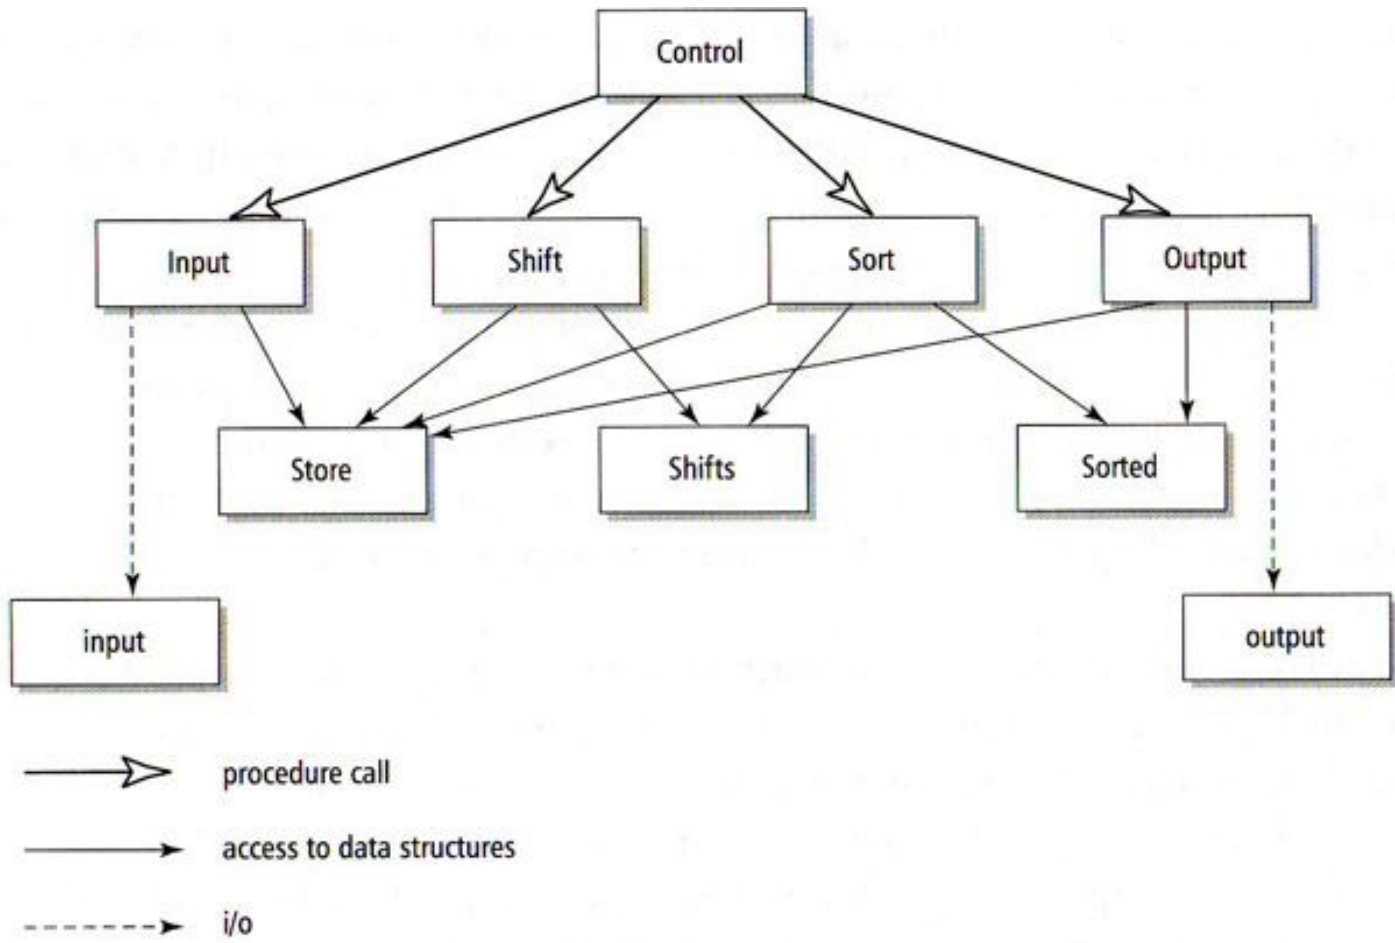 Control
Input
Shift
Sort
Output
Store
Shifts
Sorted
input
output
procedure call
access to data structures
i/o